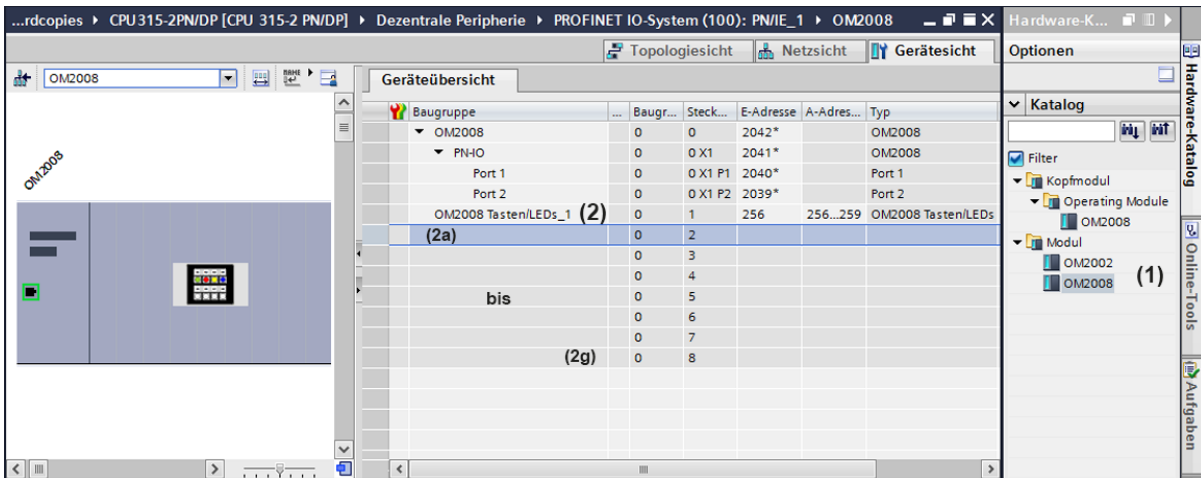 ...rdcopies ▸ CPU315-2PN/DP [CPU 315-2 PN/DP] ▸ Dezentrale Peripherie ▸ PROFINET IO-System (100): PN/IE_1 ▸ OM2008
Hardware-K...
Topologiesicht Netzsicht Gerätesicht
Optionen
OM2008
Geräteübersicht
Katalog
Baugruppe ... Baugr... Steck... E-Adresse A-Adres... Typ
OM2008 0 0 2042* OM2008
PN-IO 0 0 X1 2041* OM2008
Port 1 0 0 X1 P1 2040* Port 1
Port 2 0 0 X1 P2 2039* Port 2
OM2008 Tasten/LEDs_1 (2) 0 1 256 256...259 OM2008 Tasten/LEDs
(2a) 0 2
0 3
0 4
bis 0 5
0 6
0 7
(2g) 0 8
OM2008
Filter
Kopfmodul
Operating Module
OM2008
Modul
OM2002
OM2008
(1)
Hardware-Katalog
Online-Tools
Aufgaben